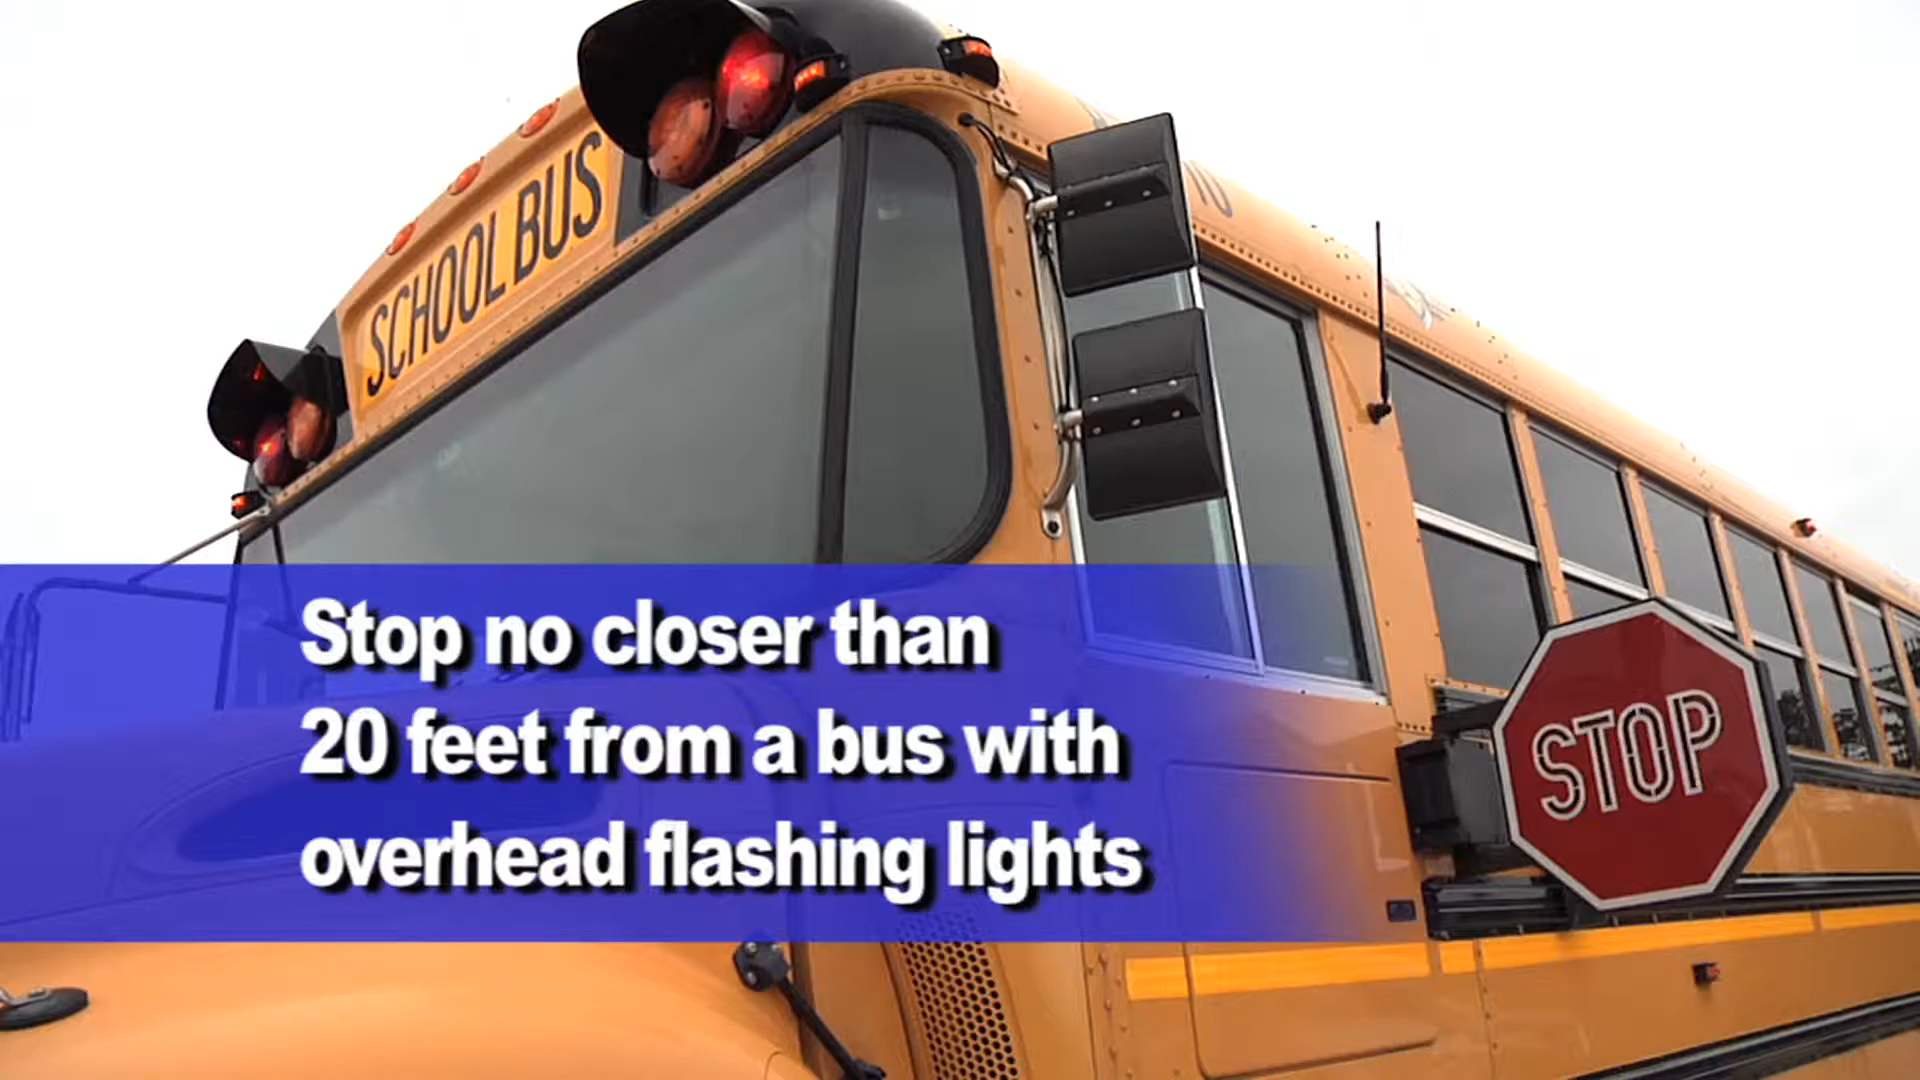 SCHOOL BUS
Stop no closer than
20 feet from a bus with
overhead flashing lights
STOP